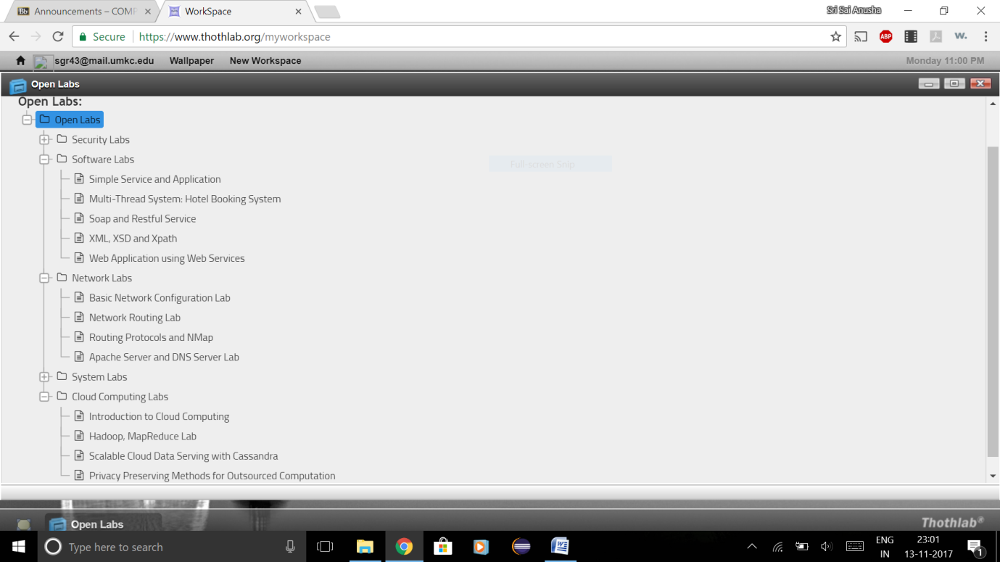 Bb Announcements – COMP
WorkSpace
Sri Sai Anusha
Secure
https://www.thothlab.org/myworkspace
ABP
w.
sgr43@mail.umkc.edu Wallpaper New Workspace
Monday 11:00 PM
Open Labs
Open Labs:
Open Labs
Security Labs
Software Labs
Full-screen Snip
Simple Service and Application
Multi-Thread System: Hotel Booking System
Soap and Restful Service
XML, XSD and Xpath
Web Application using Web Services
Network Labs
Basic Network Configuration Lab
Network Routing Lab
Routing Protocols and NMap
Apache Server and DNS Server Lab
System Labs
Cloud Computing Labs
Introduction to Cloud Computing
Hadoop, MapReduce Lab
Scalable Cloud Data Serving with Cassandra
Privacy Preserving Methods for Outsourced Computation
Open Labs
Thothlab®
Type here to search
ENG
IN
23:01
13-11-2017
1